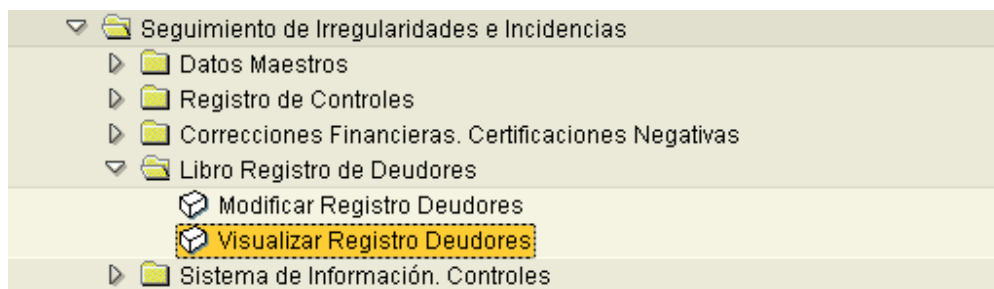 Seguimiento de Irregularidades e Incidencias
Datos Maestros
Registro de Controles
Correcciones Financieras. Certificaciones Negativas
Libro Registro de Deudores
Modificar Registro Deudores
Visualizar Registro Deudores
Sistema de Información. Controles